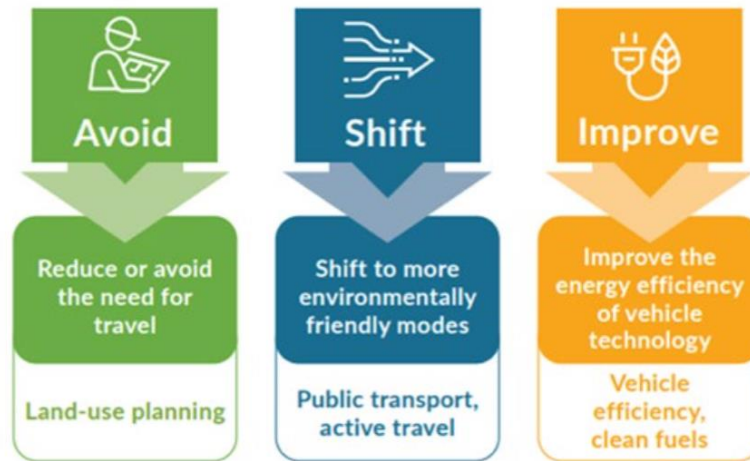 Avoid
Reduce or avoid
the need for
travel
Land-use planning
Shift
Shift to more
environmentally
friendly modes
Public transport,
active travel
Improve
Improve the
energy efficiency
of vehicle
technology
Vehicle
efficiency,
clean fuels